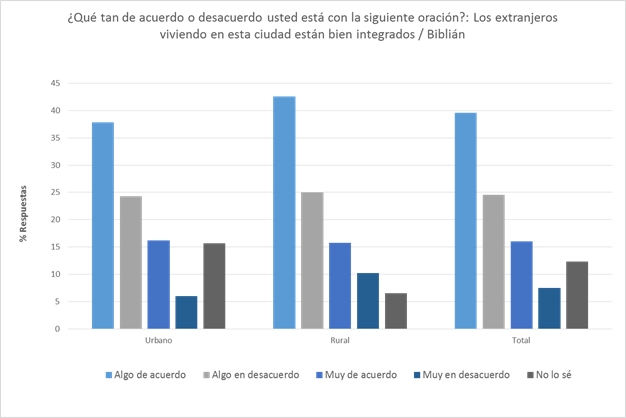 ¿Qué tan de acuerdo o desacuerdo usted está con la siguiente oración?: Los extranjeros
viviendo en esta ciudad están bien integrados / Biblián
45
40
35
30
25
20
15
10
5
0
% Respuestas
Urbano Rural Total
Algo de acuerdo Algo en desacuerdo Muy de acuerdo Muy en desacuerdo No lo sé